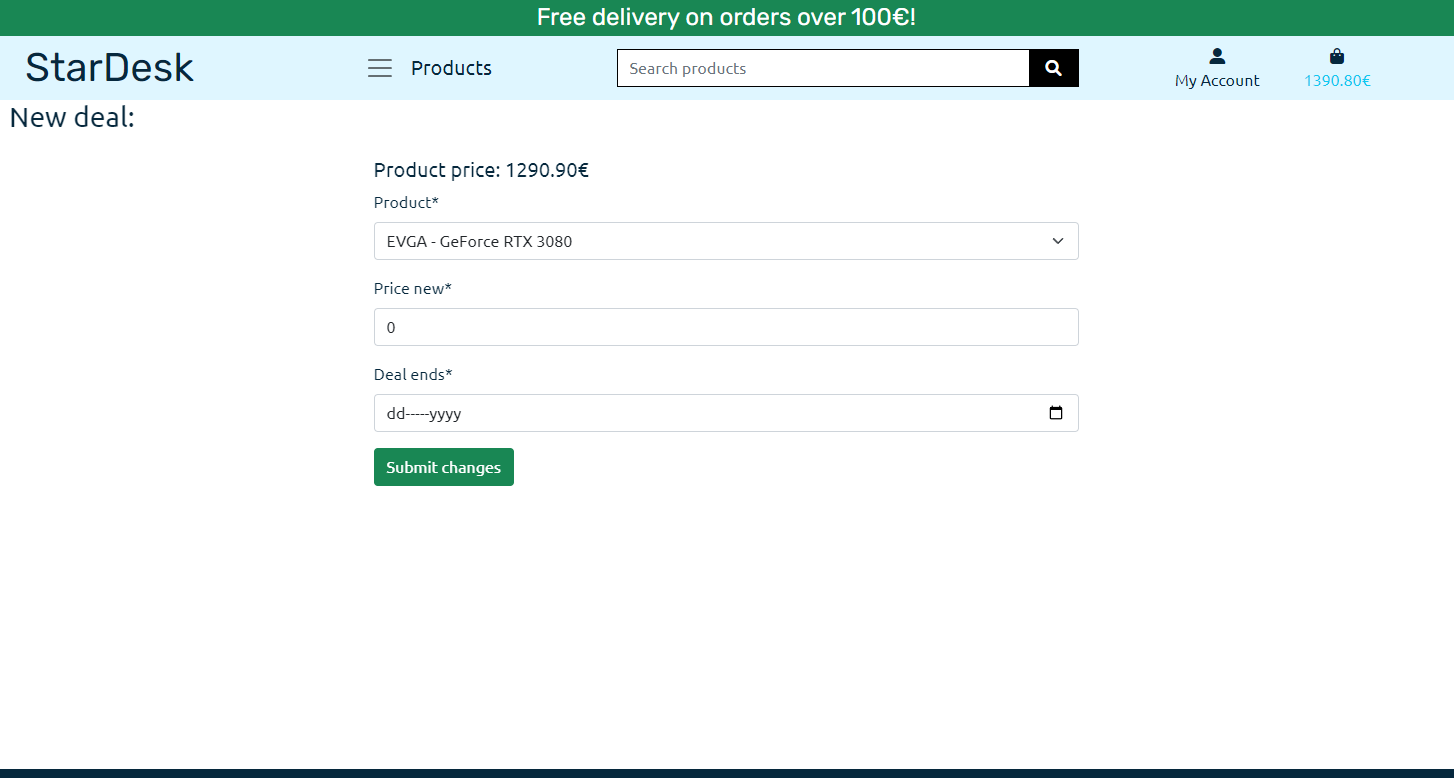 Free delivery on orders over 100€!
StarDesk
Products
Search products
My Account
1390.80€
New deal:
Product price: 1290.90€
Product*
EVGA - GeForce RTX 3080
Price new*
0
Deal ends*
dd-----yyyy
Submit changes